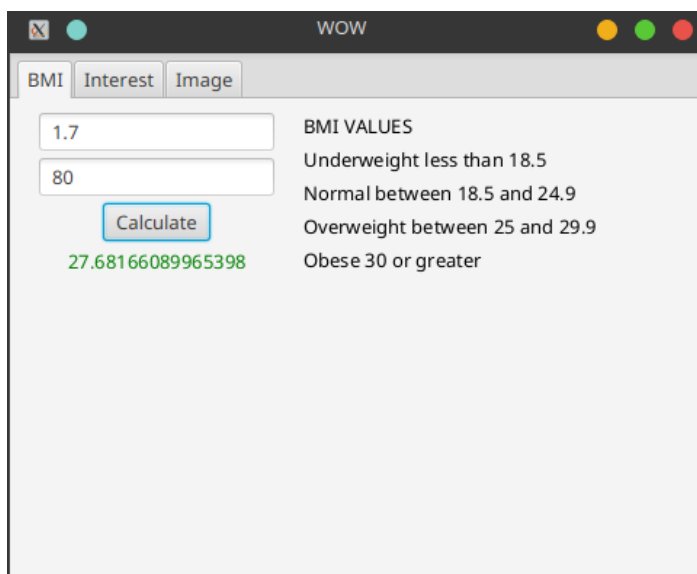 WOW
BMI Interest Image
1.7
80
Calculate
27.68166089965398
BMI VALUES
Underweight less than 18.5
Normal between 18.5 and 24.9
Overweight between 25 and 29.9
Obese 30 or greater